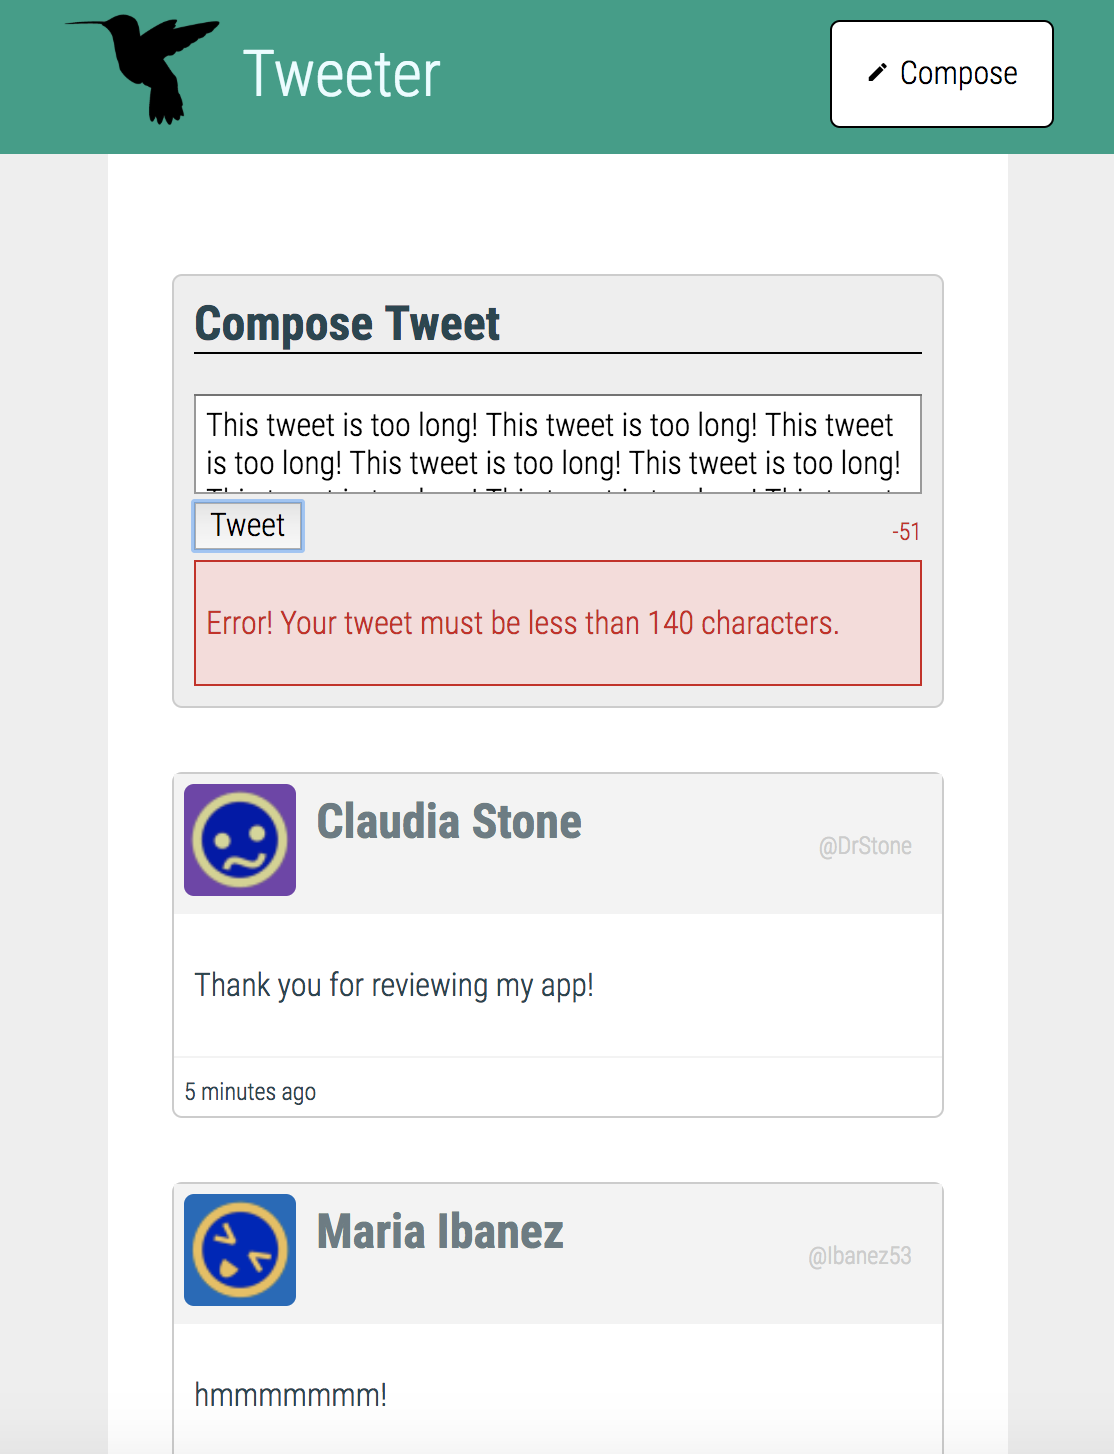 Tweeter
Compose
Compose Tweet
This tweet is too long! This tweet is too long! This tweet
is too long! This tweet is too long! This tweet is too long!
Tweet
-51
Error! Your tweet must be less than 140 characters.
Claudia Stone
@DrStone
Thank you for reviewing my app!
5 minutes ago
Maria Ibanez
@Ibanez53
hmmmmmmm!